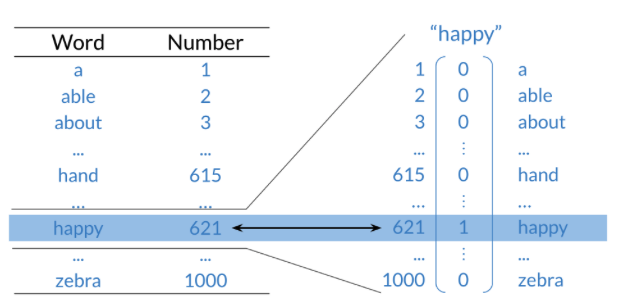 "happy"
Word Number
a 1 1 0 a
able 2 2 0 able
about 3 3 0 about
... ... ... ⋮ ...
hand 615 615 0 hand
... ... ... ⋮ ...
happy 621 621 1 happy
... ... ... ⋮ ...
zebra 1000 1000 0 zebra